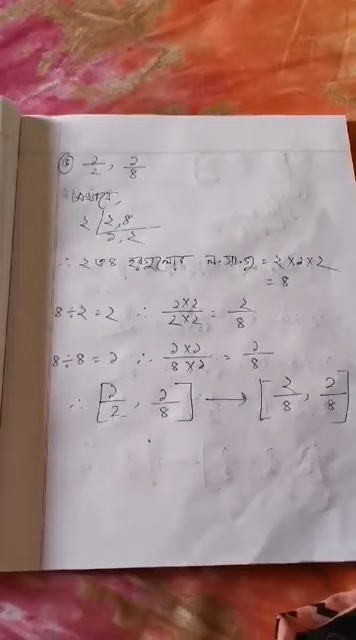 (ঙ) ১/২, ১/৪
এখানে,
২ | ২, ৪
১, ২
∴ ২ ও ৪ হরগুলোর ল.সা.গু = ২×১×২
= ৪
৪÷২=২ ∴ ১×২/২×২ = ২/৪
৪÷৪=১ ∴ ১×১/৪×১ = ১/৪
∴ [১/২, ১/৪] → [২/৪, ১/৪]